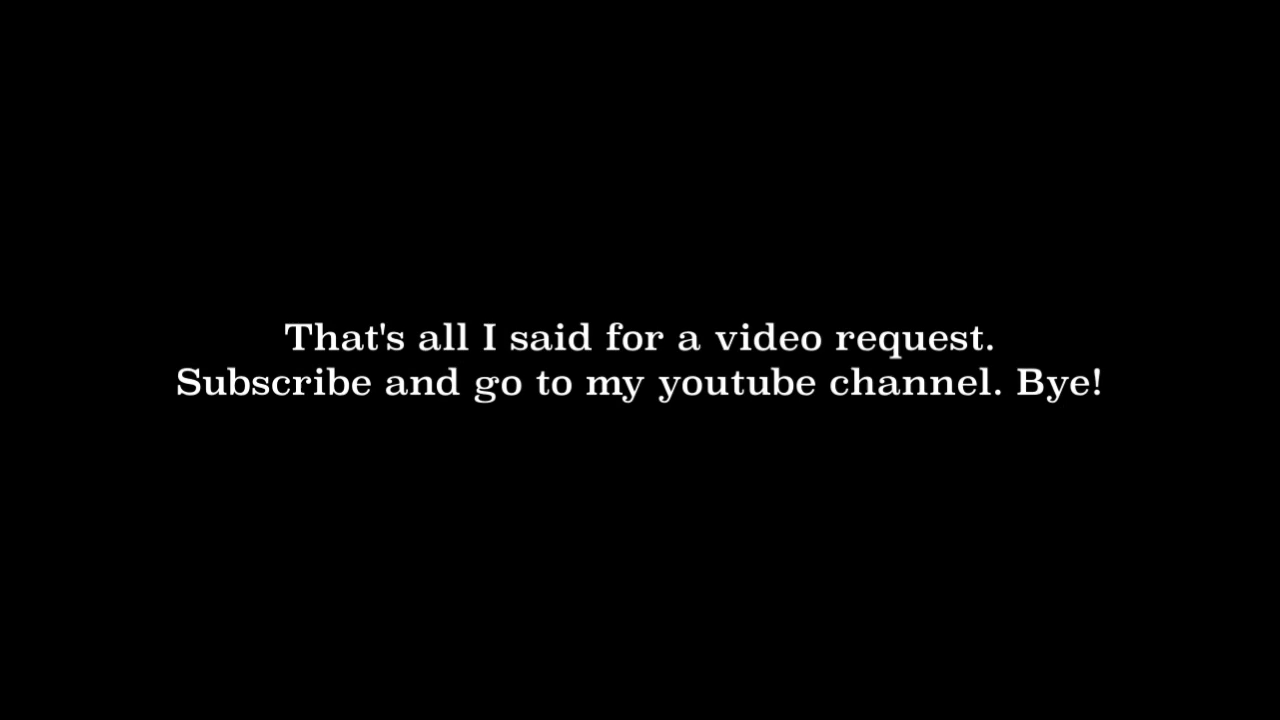 That's all I said for a video request.
Subscribe and go to my youtube channel. Bye!